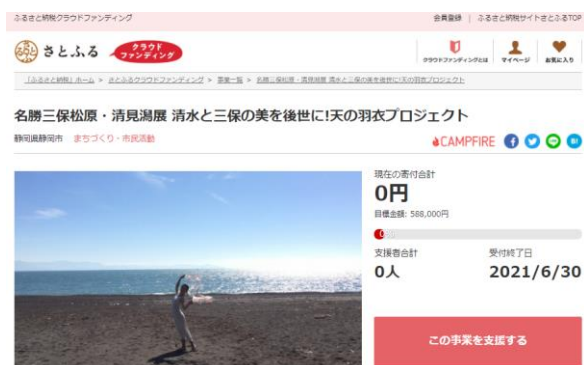 ふるさと納税クラウドファンディング
会員登録 | ふるさと納税サイトさとふるTOP
さとふる
クラウド
ファンディング
クラウドファンディングとは
マイページ
お気に入り
「ふるさと納税」ホーム > さとふるクラウドファンディング > 事業一覧 > 名勝三保松原・清見潟展 清水と三保の美を後世に!天の羽衣プロジェクト
名勝三保松原・清見潟展 清水と三保の美を後世に!天の羽衣プロジェクト
静岡県静岡市 まちづくり・市民活動
CAMPFIRE
現在の寄付合計
0円
目標金額: 588,000円
支援者合計
0人
受付終了日
2021/6/30
この事業を支援する